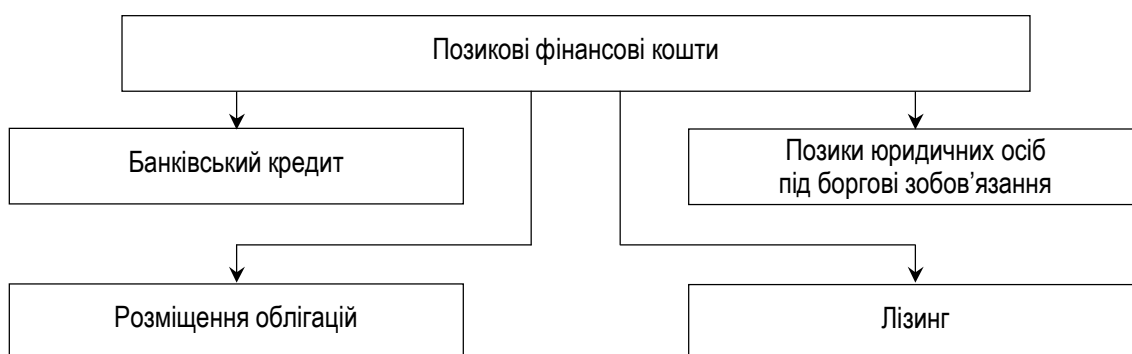 Позикові фінансові кошти
Банківський кредит
Позики юридичних осіб
під боргові зобов’язання
Розміщення облігацій
Лізинг